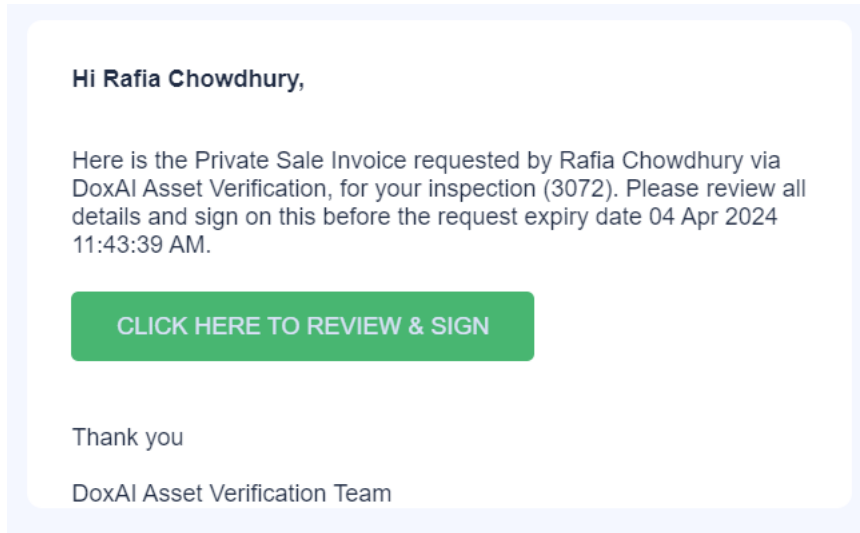 Hi Rafia Chowdhury,
Here is the Private Sale Invoice requested by Rafia Chowdhury via
DoxAI Asset Verification, for your inspection (3072). Please review all
details and sign on this before the request expiry date 04 Apr 2024
11:43:39 AM.
CLICK HERE TO REVIEW & SIGN
Thank you
DoxAI Asset Verification Team